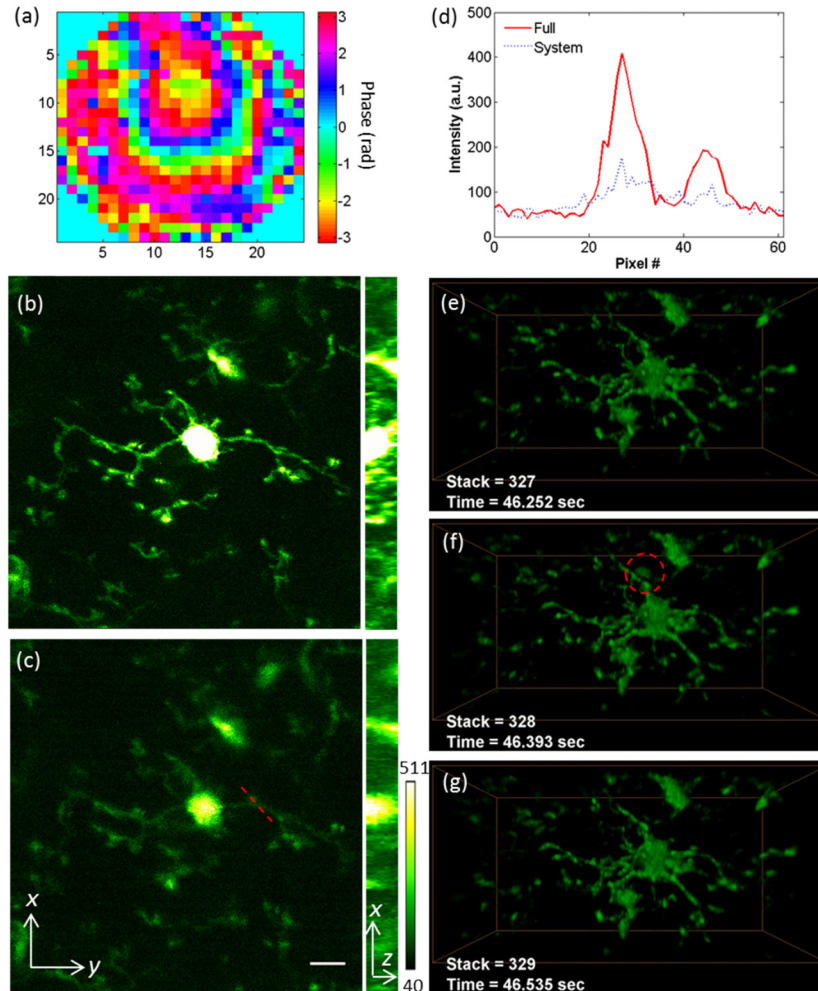 (a)
5
10
15
20
5 10 15 20
3
2
1
0
-1
-2
-3
Phase (rad)
(d)
500
400
300
200
100
0
Intensity (a.u.)
Full
System
0 20 40 60
Pixel #
(b)
(c)
x
y
x
z
511
40
(e)
Stack = 327
Time = 46.252 sec
(f)
Stack = 328
Time = 46.393 sec
(g)
Stack = 329
Time = 46.535 sec